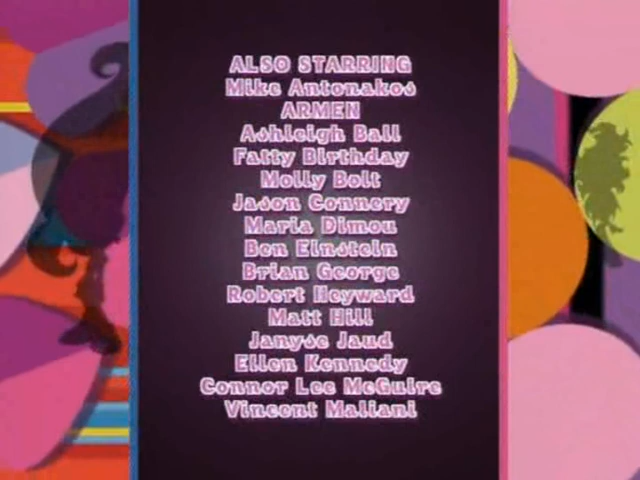 ALSO STARRING
Mike Antonakos
ARMEN
Ashleigh Ball
Fatty Birthday
Molly Bolt
Jason Connery
Maria Dimou
Ben Einstein
Brian George
Robert Heyward
Matt Hill
Janyse Jaud
Ellen Kennedy
Connor Lee McGuire
Vincent Maliani